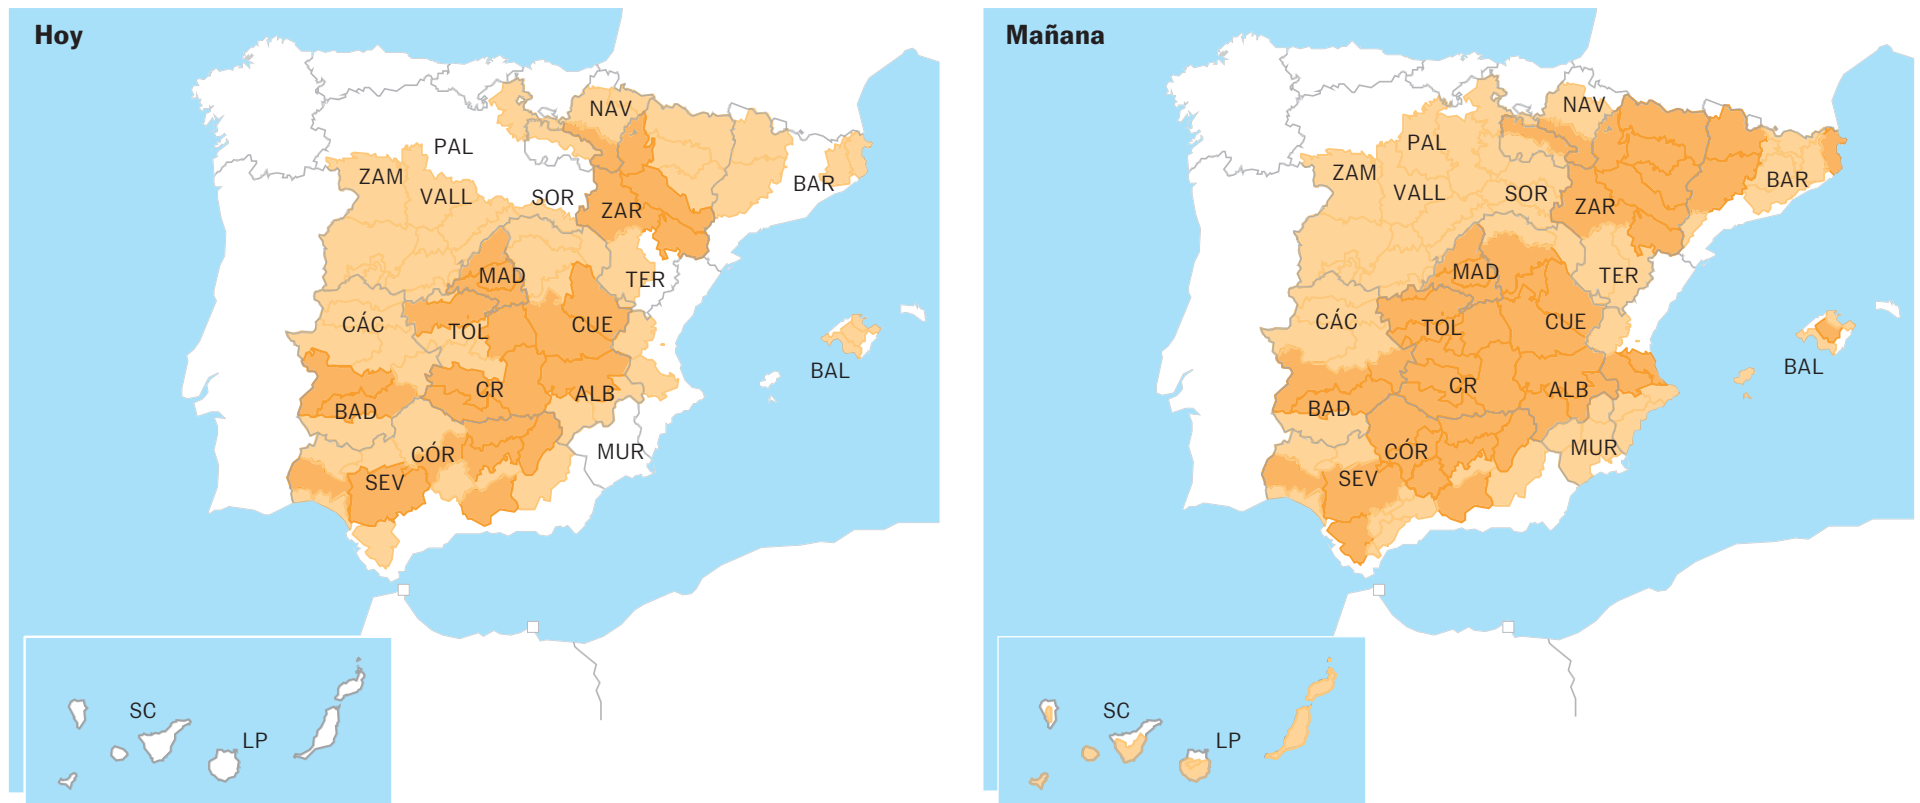 Hoy
NAV
PAL
ZAM
VALL
SOR
BAR
ZAR
MAD
TER
CÁC
TOL
CUE
BAL
CR
ALB
BAD
CÓR
MUR
SEV
SC
LP
Mañana
NAV
PAL
ZAM
VALL
SOR
BAR
ZAR
MAD
TER
CÁC
TOL
CUE
BAL
CR
ALB
BAD
CÓR
MUR
SEV
SC
LP